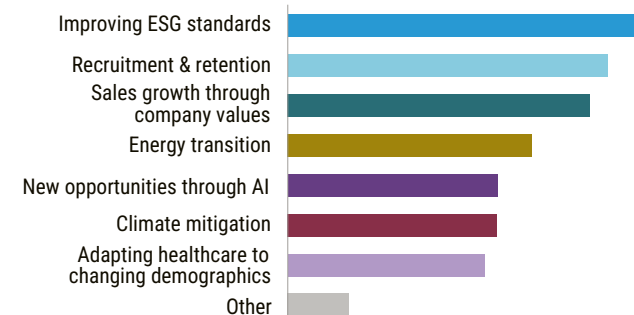 Improving ESG standards
Recruitment & retention
Sales growth through
company values
Energy transition
New opportunities through AI
Climate mitigation
Adapting healthcare to
changing demographics
Other